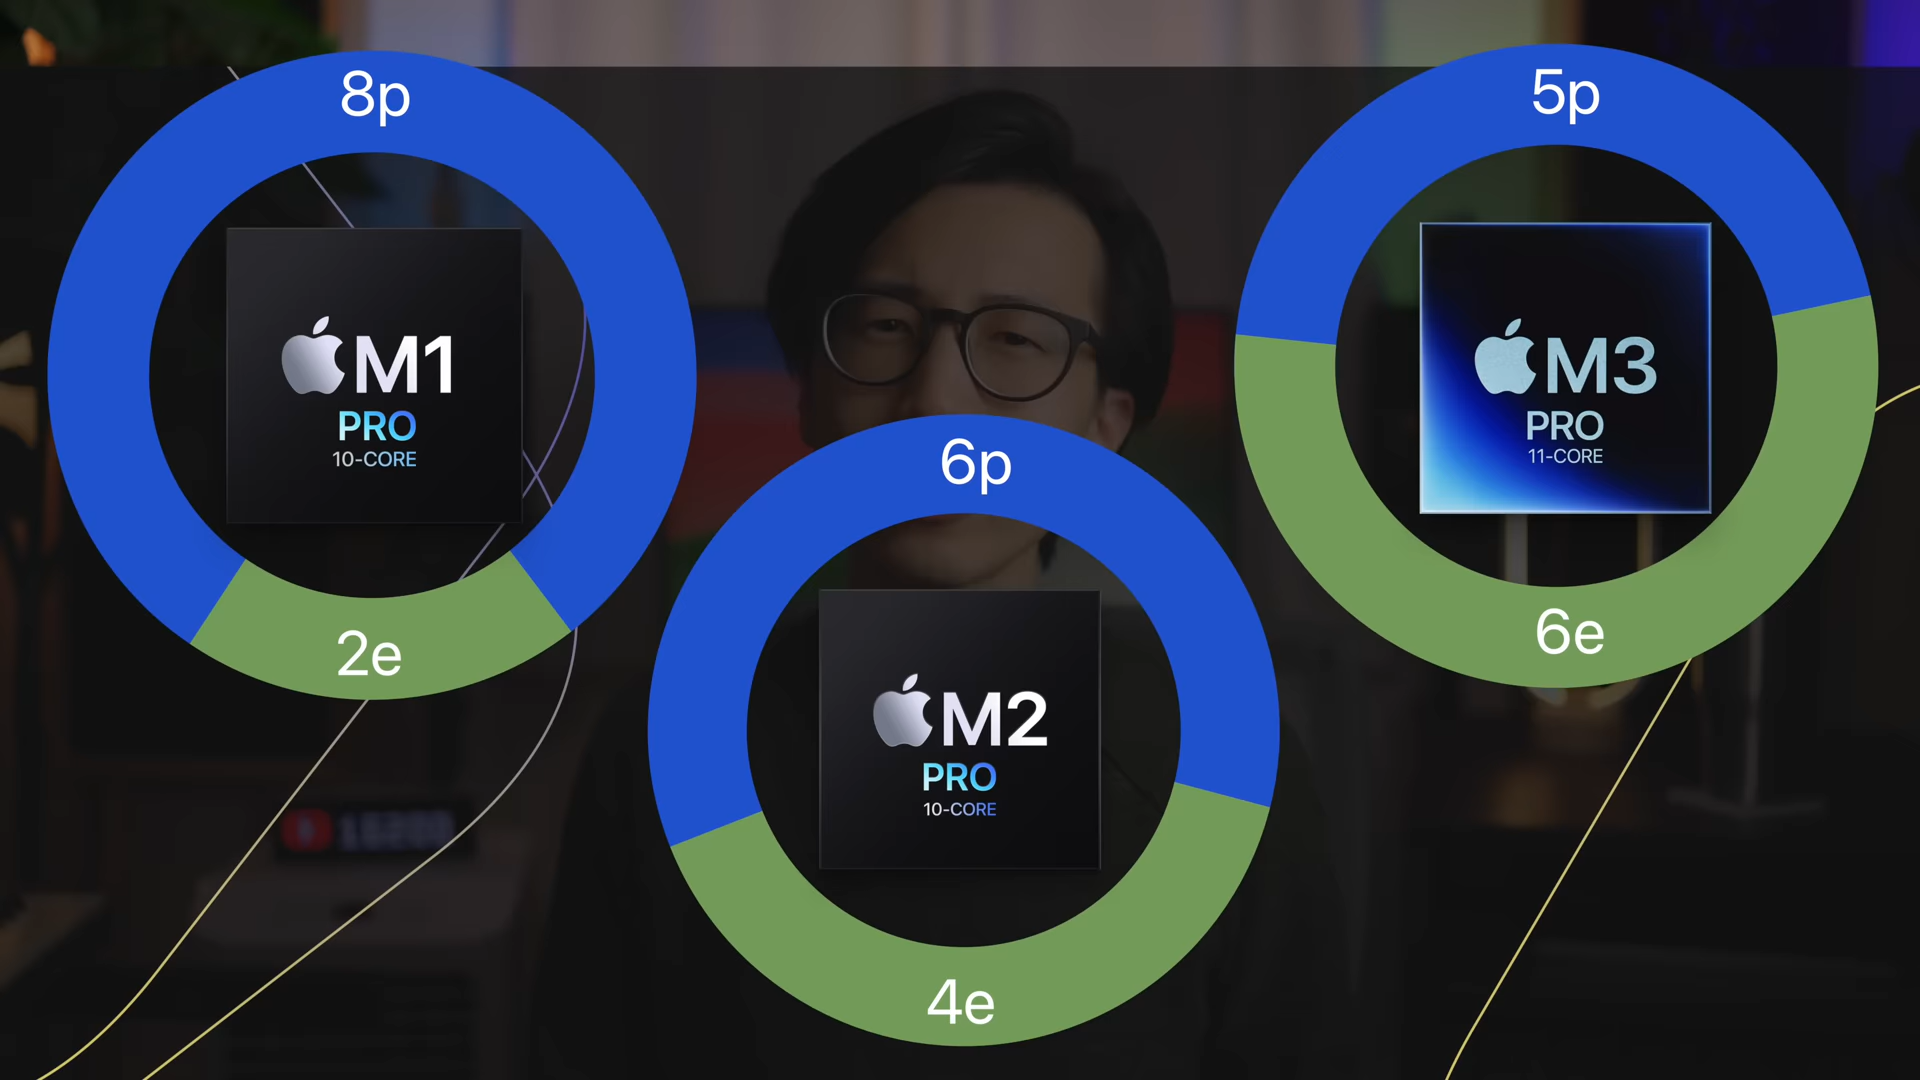 8p
M1
PRO
10-CORE
2e
6p
M2
PRO
10-CORE
4e
5p
M3
PRO
11-CORE
6e